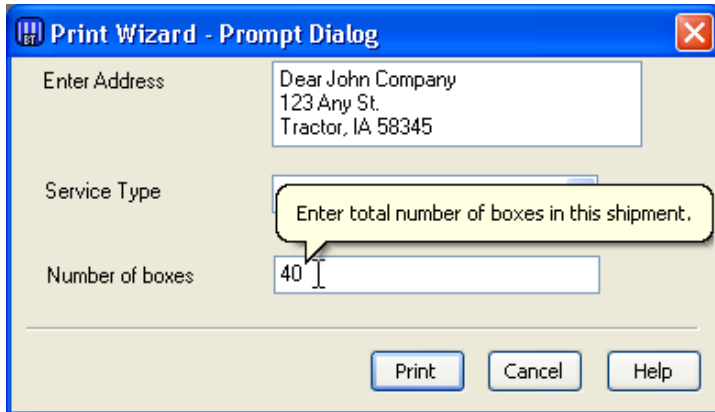 Print Wizard - Prompt Dialog
Enter Address
Dear John Company
123 Any St.
Tractor, IA 58345
Service Type
Enter total number of boxes in this shipment.
Number of boxes
40
Print
Cancel
Help